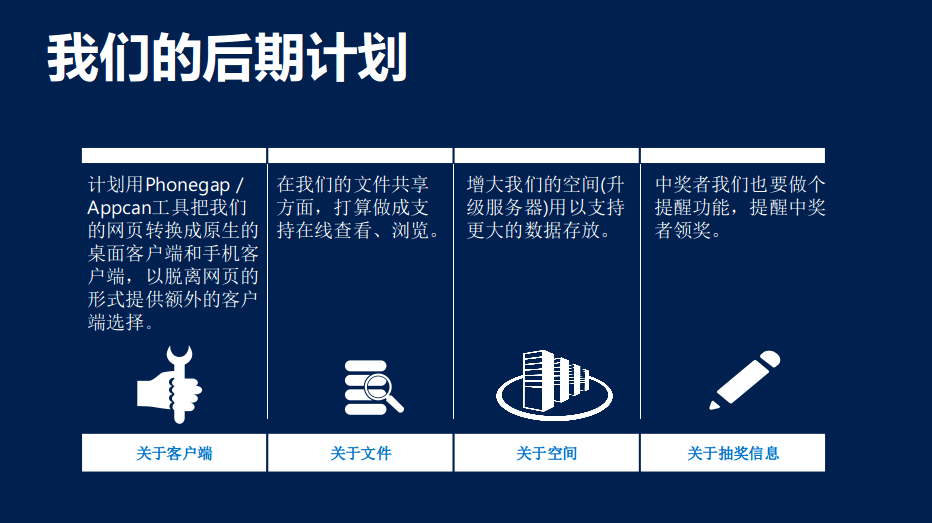 我们的后期计划
计划用Phonegap /
Appcan工具把我们
的网页转换成原生的
桌面客户端和手机客
户端，以脱离网页的
形式提供额外的客户
端选择。
在我们的文件共享
方面，打算做成支
持在线查看、浏览。
增大我们的空间(升
级服务器)用以支持
更大的数据存放。
中奖者我们也要做个
提醒功能，提醒中奖
者领奖。
关于客户端
关于文件
关于空间
关于抽奖信息